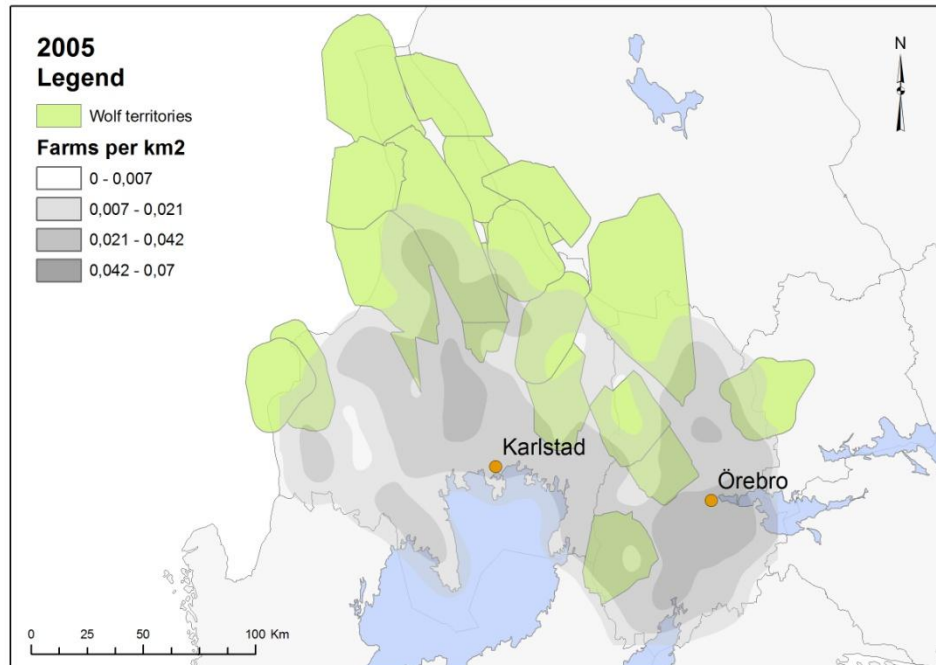 2005
Legend
Wolf territories
Farms per km2
0 - 0,007
0,007 - 0,021
0,021 - 0,042
0,042 - 0,07
N
Karlstad
Örebro
0 25 50 100 Km